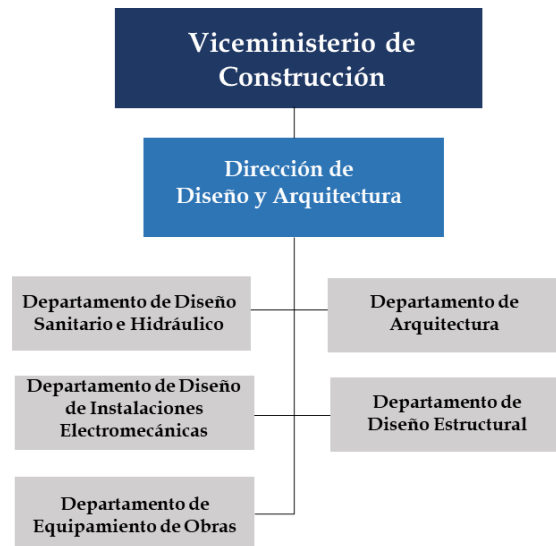 Viceministerio de
Construcción
Dirección de
Diseño y Arquitectura
Departamento de Diseño
Sanitario e Hidráulico
Departamento de
Arquitectura
Departamento de Diseño
de Instalaciones
Electromecánicas
Departamento de
Diseño Estructural
Departamento de
Equipamiento de Obras